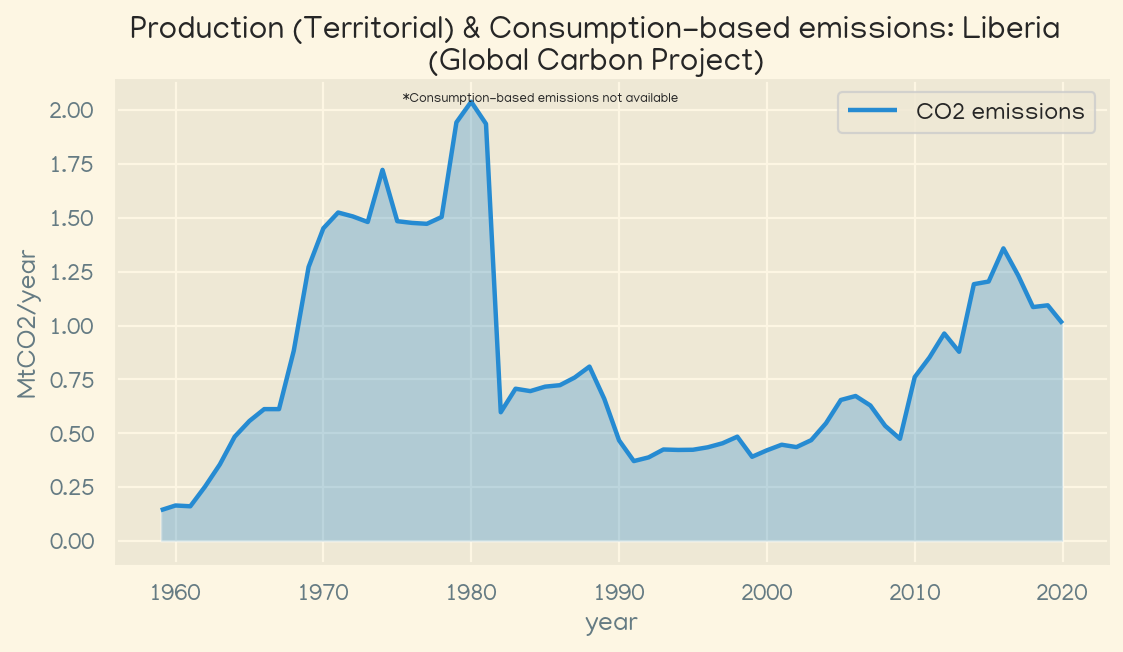 Production (Territorial) & Consumption-based emissions: Liberia
(Global Carbon Project)
*Consumption-based emissions not available
CO2 emissions
2.00
1.75
1.50
1.25
1.00
0.75
0.50
0.25
0.00
MtCO2/year
1960 1970 1980 1990 2000 2010 2020
year